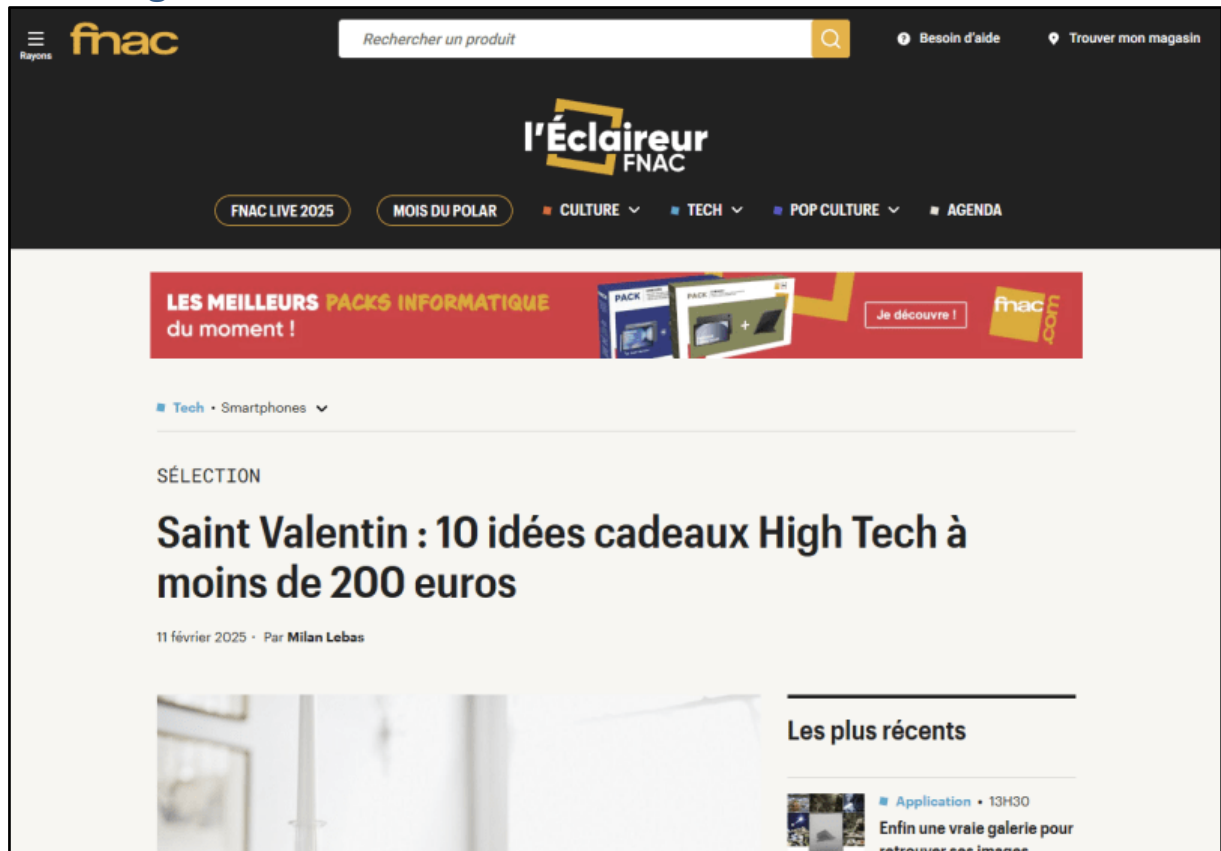 fnac
Rayons
Rechercher un produit
Besoin d'aide
Trouver mon magasin
l'Éclaireur
FNAC
FNAC LIVE 2025
MOIS DU POLAR
CULTURE
TECH
POP CULTURE
AGENDA
LES MEILLEURS PACKS INFORMATIQUE
du moment !
PACK
PACK
Je découvre !
fnac
.com
Tech • Smartphones
SÉLECTION
Saint Valentin : 10 idées cadeaux High Tech à
moins de 200 euros
11 février 2025 · Par Milan Lebas
Les plus récents
Application • 13H30
Enfin une vraie galerie pour
retrouver ses images